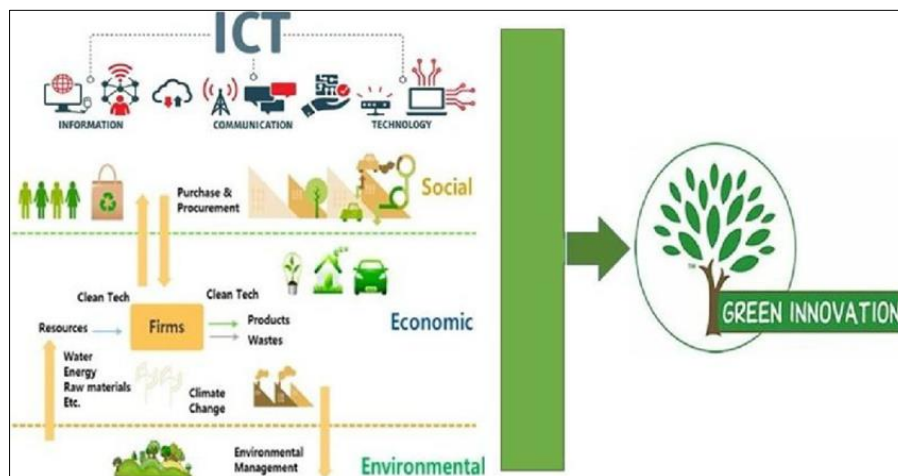 ICT
INFORMATION
COMMUNICATION
TECHNOLOGY
Purchase &
Procurement
Social
Clean Tech
Clean Tech
Resources
Firms
Products
Wastes
Economic
Water
Energy
Raw materials
Etc.
Climate
Change
Environmental
Management
Environmental
TM
GREEN INNOVATION